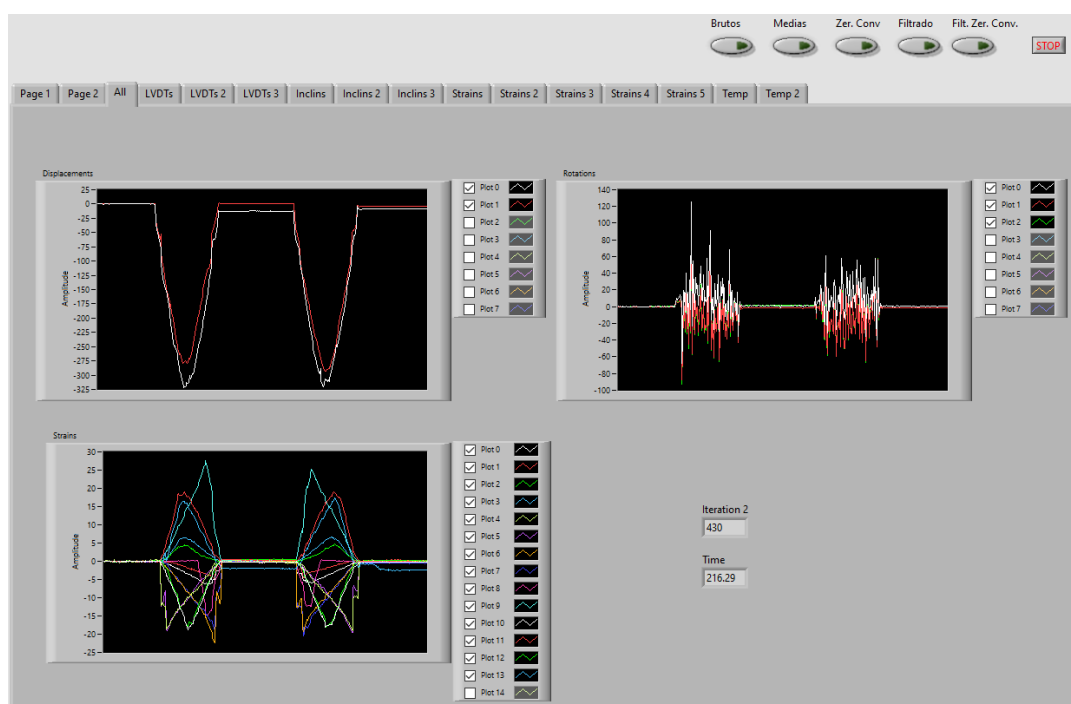 Brutos Medias Zer. Conv Filtrado Filt. Zer. Conv.
STOP
Page 1 Page 2 All LVDTs LVDTs 2 LVDTs 3 Inclins Inclins 2 Inclins 3 Strains Strains 2 Strains 3 Strains 4 Strains 5 Temp Temp 2
Displacements
Amplitude
25
0
-25
-50
-75
-100
-125
-150
-175
-200
-225
-250
-275
-300
-325
Plot 0
Plot 1
Plot 2
Plot 3
Plot 4
Plot 5
Plot 6
Plot 7
Rotations
Amplitude
140
120
100
80
60
40
20
0
-20
-40
-60
-80
-100
Plot 0
Plot 1
Plot 2
Plot 3
Plot 4
Plot 5
Plot 6
Plot 7
Strains
Amplitude
30
25
20
15
10
5
0
-5
-10
-15
-20
-25
Plot 0
Plot 1
Plot 2
Plot 3
Plot 4
Plot 5
Plot 6
Plot 7
Plot 8
Plot 9
Plot 10
Plot 11
Plot 12
Plot 13
Plot 14
Iteration 2
430
Time
216.29